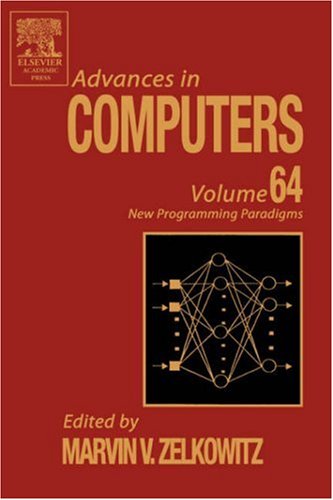 ELSEVIER
ACADEMIC
PRESS
Advances in
COMPUTERS
Volume 64
New Programming Paradigms
Edited by
MARVIN V. ZELKOWITZ